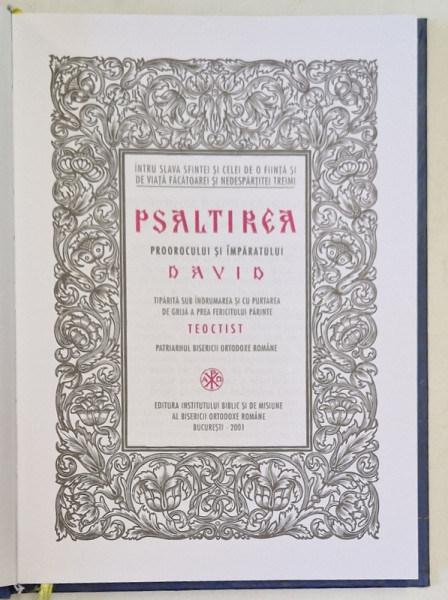 ÎNTRU SLAVA SFINTEI ȘI CELEI DE O FIINȚĂ ȘI
DE VIAȚĂ FĂCĂTOAREI ȘI NEDESPĂRȚITEI TREIMI
PSALTIREA
PROOROCULUI ȘI ÎMPĂRATULUI
DAVID
TIPĂRITĂ SUB ÎNDRUMAREA ȘI CU PURTAREA
DE GRIJĂ A PREA FERICITULUI PĂRINTE
TEOCTIST
PATRIARHUL BISERICII ORTODOXE ROMÂNE
EDITURA INSTITUTULUI BIBLIC ȘI DE MISIUNE
AL BISERICII ORTODOXE ROMÂNE
BUCUREȘTI - 2001